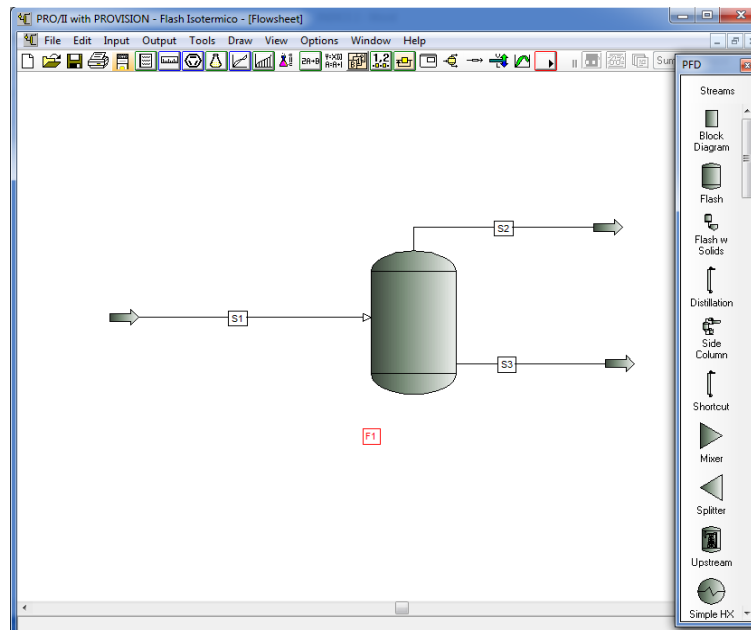 PRO/II with PROVISION - Flash Isotermico - [Flowsheet]
File Edit Input Output Tools Draw View Options Window Help
PFD
Streams
Block
Diagram
Flash
Flash w
Solids
Distillation
Side
Column
Shortcut
Mixer
Splitter
Upstream
Simple HX
S2
S1
S3
F1